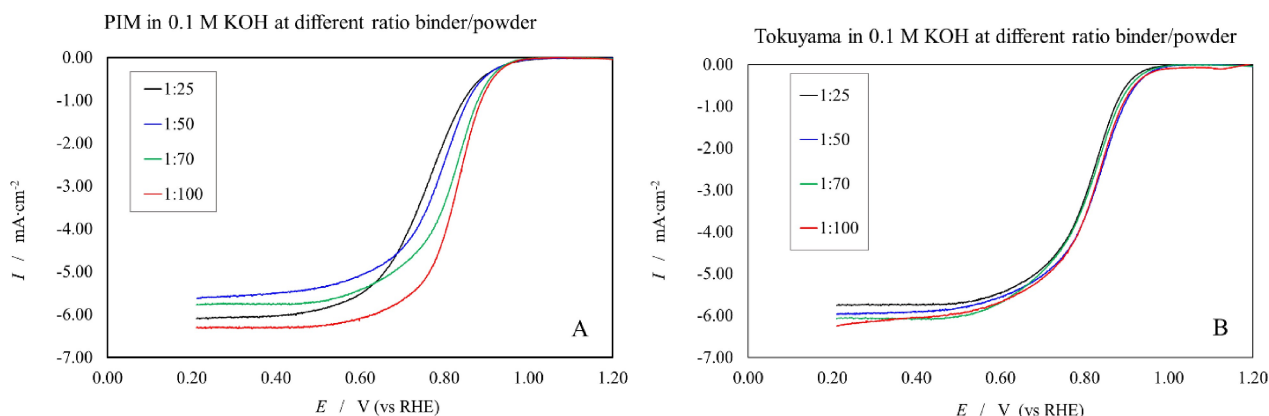 PIM in 0.1 M KOH at different ratio binder/powder
0.00
-1.00
-2.00
-3.00
-4.00
-5.00
-6.00
-7.00
I / mA·cm-2
1:25
1:50
1:70
1:100
A
0.00 0.20 0.40 0.60 0.80 1.00 1.20
E / V (vs RHE)
Tokuyama in 0.1 M KOH at different ratio binder/powder
0.00
-1.00
-2.00
-3.00
-4.00
-5.00
-6.00
-7.00
I / mA·cm-2
1:25
1:50
1:70
1:100
B
0.00 0.20 0.40 0.60 0.80 1.00 1.20
E / V (vs RHE)